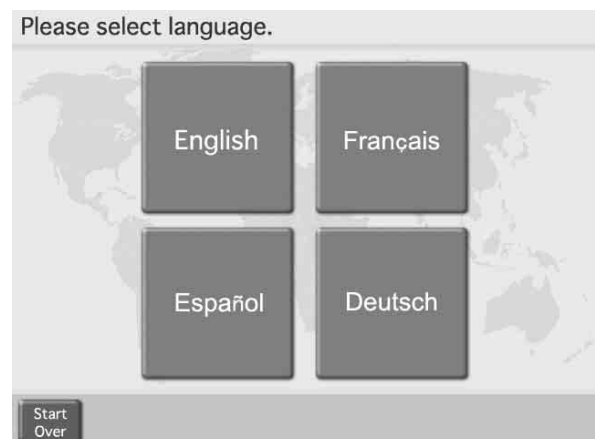 Please select language.
English
Français
Español
Deutsch
Start
Over